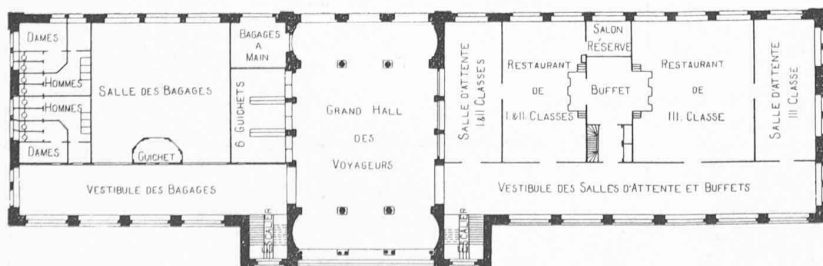 DAMES
HOMMES
HOMMES
DAMES
SALLE DES BAGAGES
GUICHET
BAGAGES
A
MAIN
6 GUICHETS
VESTIBULE DES BAGAGES
ESCALIER
GRAND HALL
DES
VOYAGEURS
SALLE D'ATTENTE
I & II CLASSES
RESTAURANT
DE
I & II CLASSES
SALON
RÉSERVÉ
BUFFET
RESTAURANT
DE
III. CLASSE
SALLE D'ATTENTE
III CLASSE
VESTIBULE DES SALLES D'ATTENTE ET BUFFETS
ESCALIER